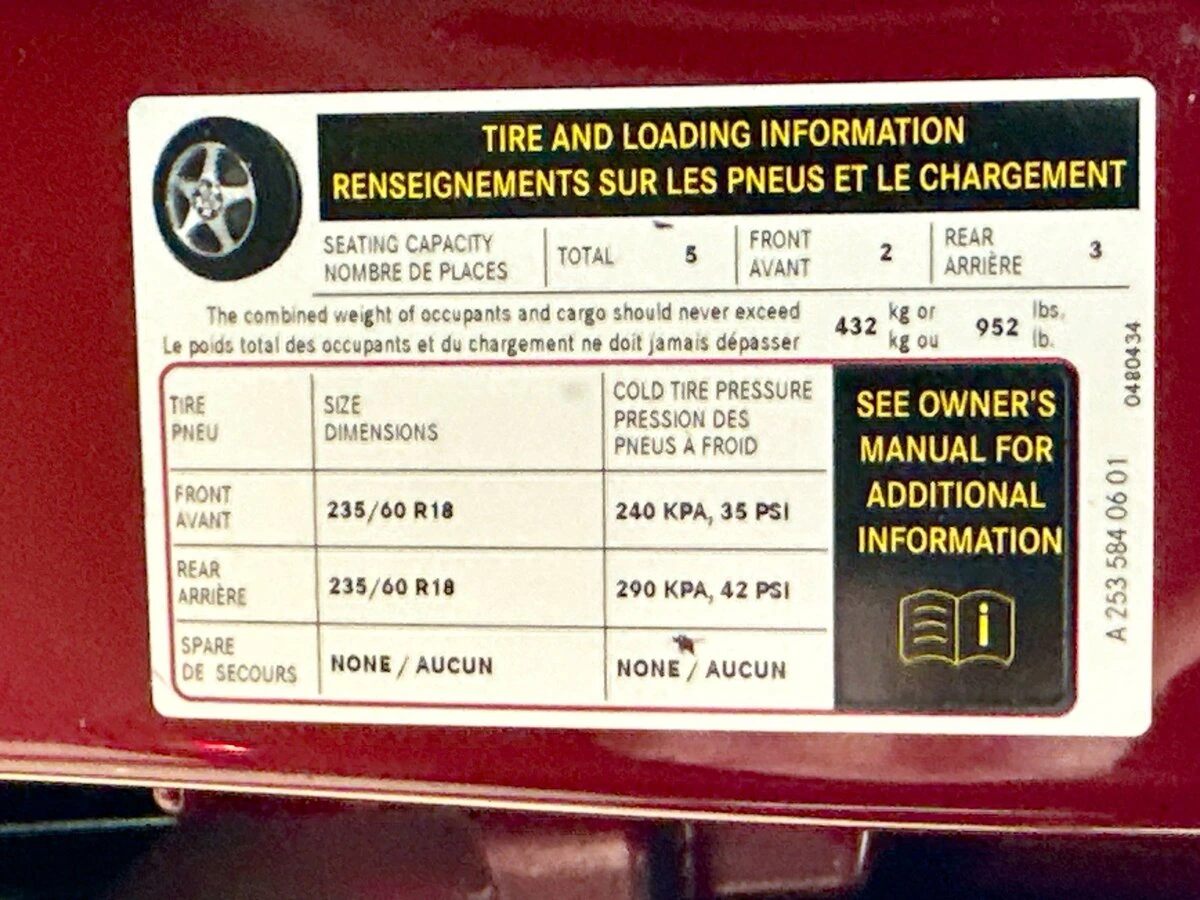 TIRE AND LOADING INFORMATION
RENSEIGNEMENTS SUR LES PNEUS ET LE CHARGEMENT
SEATING CAPACITY
NOMBRE DE PLACES
TOTAL 5
FRONT
AVANT
2
REAR
ARRIÈRE
3
The combined weight of occupants and cargo should never exceed
Le poids total des occupants et du chargement ne doit jamais dépasser
432
kg or
kg ou
952
lbs.
lb.
TIRE
PNEU
SIZE
DIMENSIONS
COLD TIRE PRESSURE
PRESSION DES
PNEUS À FROID
FRONT
AVANT
235/60 R18
240 KPA, 35 PSI
REAR
ARRIÈRE
235/60 R18
290 KPA, 42 PSI
SPARE
DE SECOURS
NONE / AUCUN
NONE / AUCUN
SEE OWNER'S
MANUAL FOR
ADDITIONAL
INFORMATION
i
0480434
A 253 584 06 01